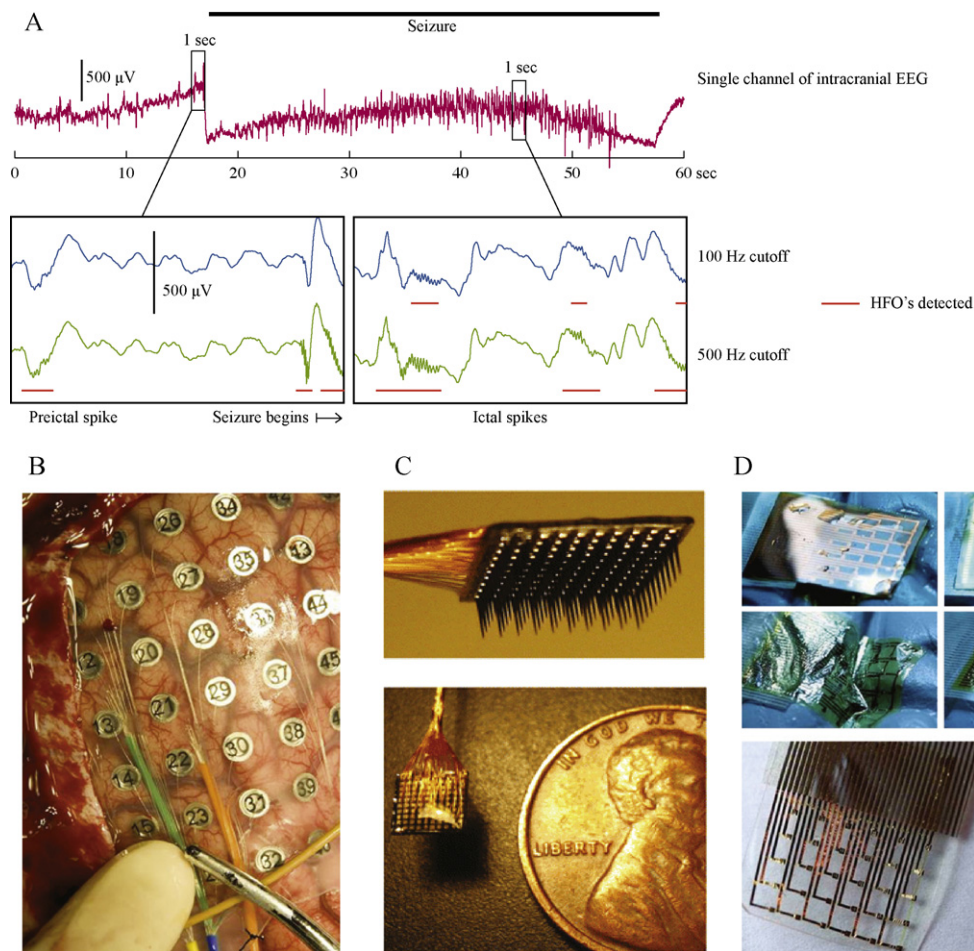 A
Seizure
1 sec
1 sec
500 µV
Single channel of intracranial EEG
0
10
20
30
40
50
60 sec
100 Hz cutoff
500 µV
HFO's detected
500 Hz cutoff
Preictal spike
Seizure begins
Ictal spikes
B
C
D
34
26
35
43
27
19
28
44
20
12
29
37
45
21
13
30
38
22
14
31
39
23
15
32
IN GOD WE T
LIBERTY